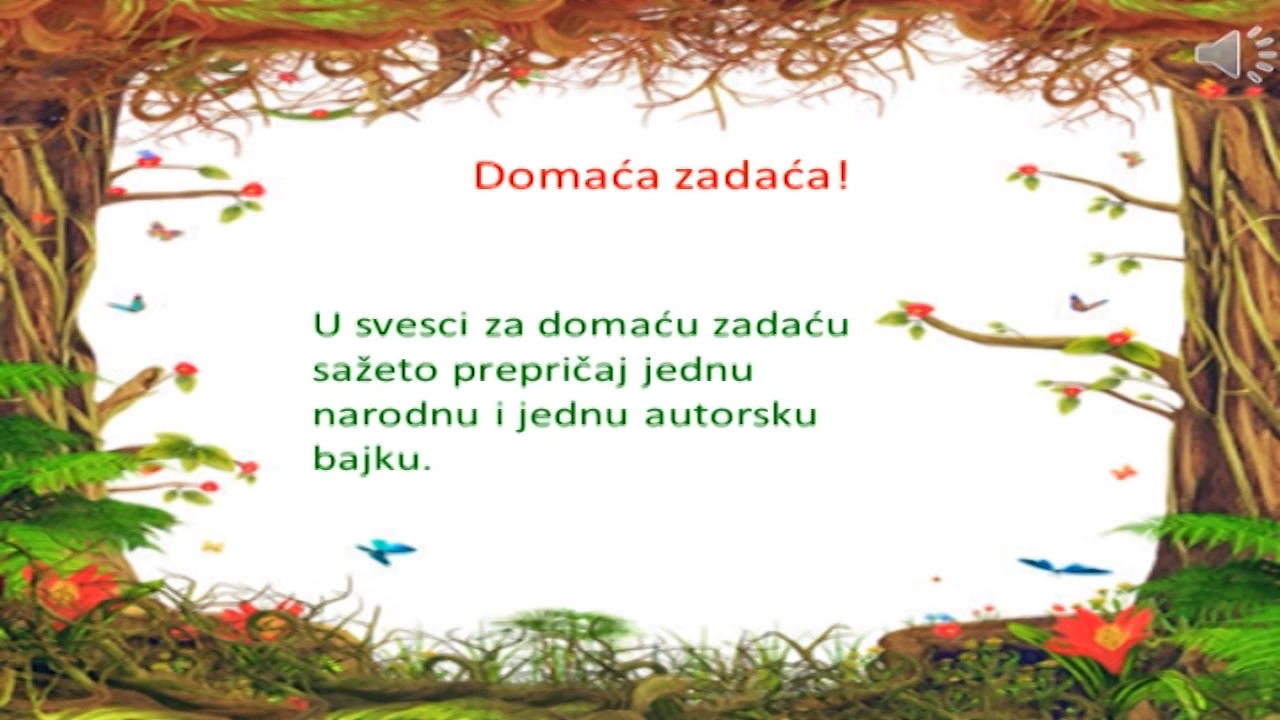 Domaća zadaća!
U svesci za domaću zadaću
sažeto prepričaj jednu
narodnu i jednu autorsku
bajku.